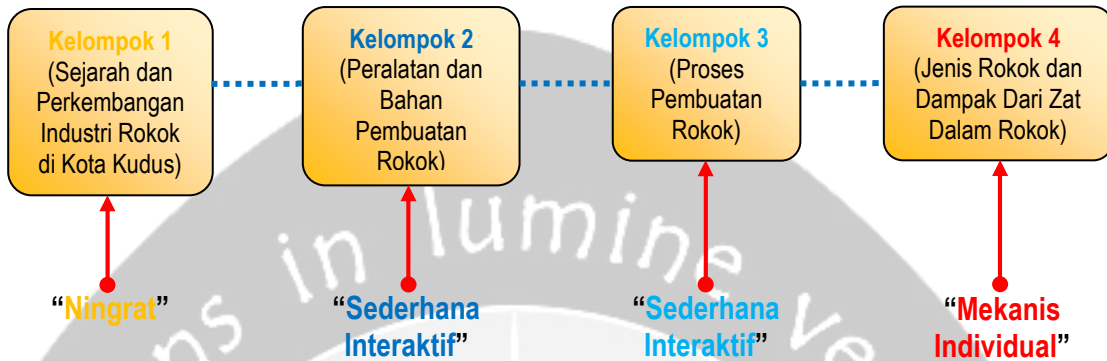 Kelompok 1
(Sejarah dan
Perkembangan
Industri Rokok
di Kota Kudus)
Kelompok 2
(Peralatan dan
Bahan
Pembuatan
Rokok)
Kelompok 3
(Proses
Pembuatan
Rokok)
Kelompok 4
(Jenis Rokok dan
Dampak Dari Zat
Dalam Rokok)
"Ningrat"
"Sederhana
Interaktif"
"Sederhana
Interaktif"
"Mekanis
Individual"
in lumine